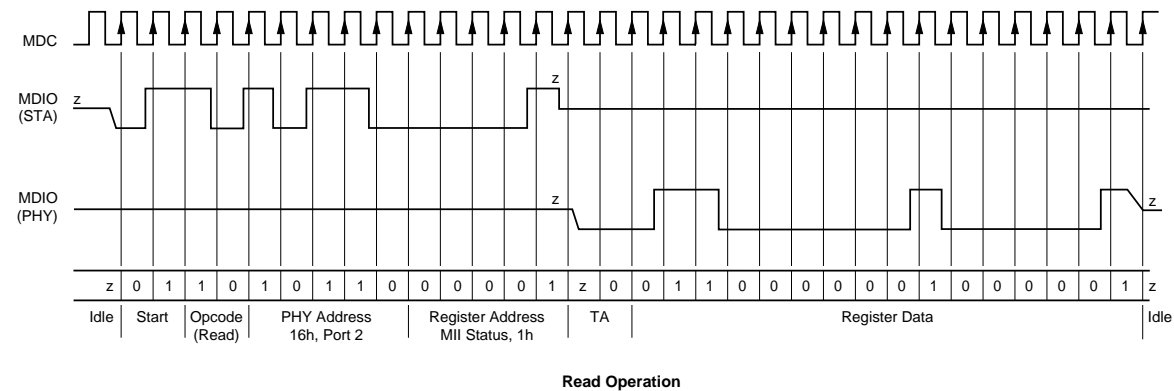 MDC
z
MDIO z
(STA)
MDIO z
(PHY) z
z 0 1 1 0 1 0 1 1 0 0 0 0 0 1 z 0 0 1 1 0 0 0 0 0 0 1 0 0 0 0 0 1 z
Idle Start Opcode PHY Address Register Address TA Register Data Idle
(Read) 16h, Port 2 MII Status, 1h
Read Operation